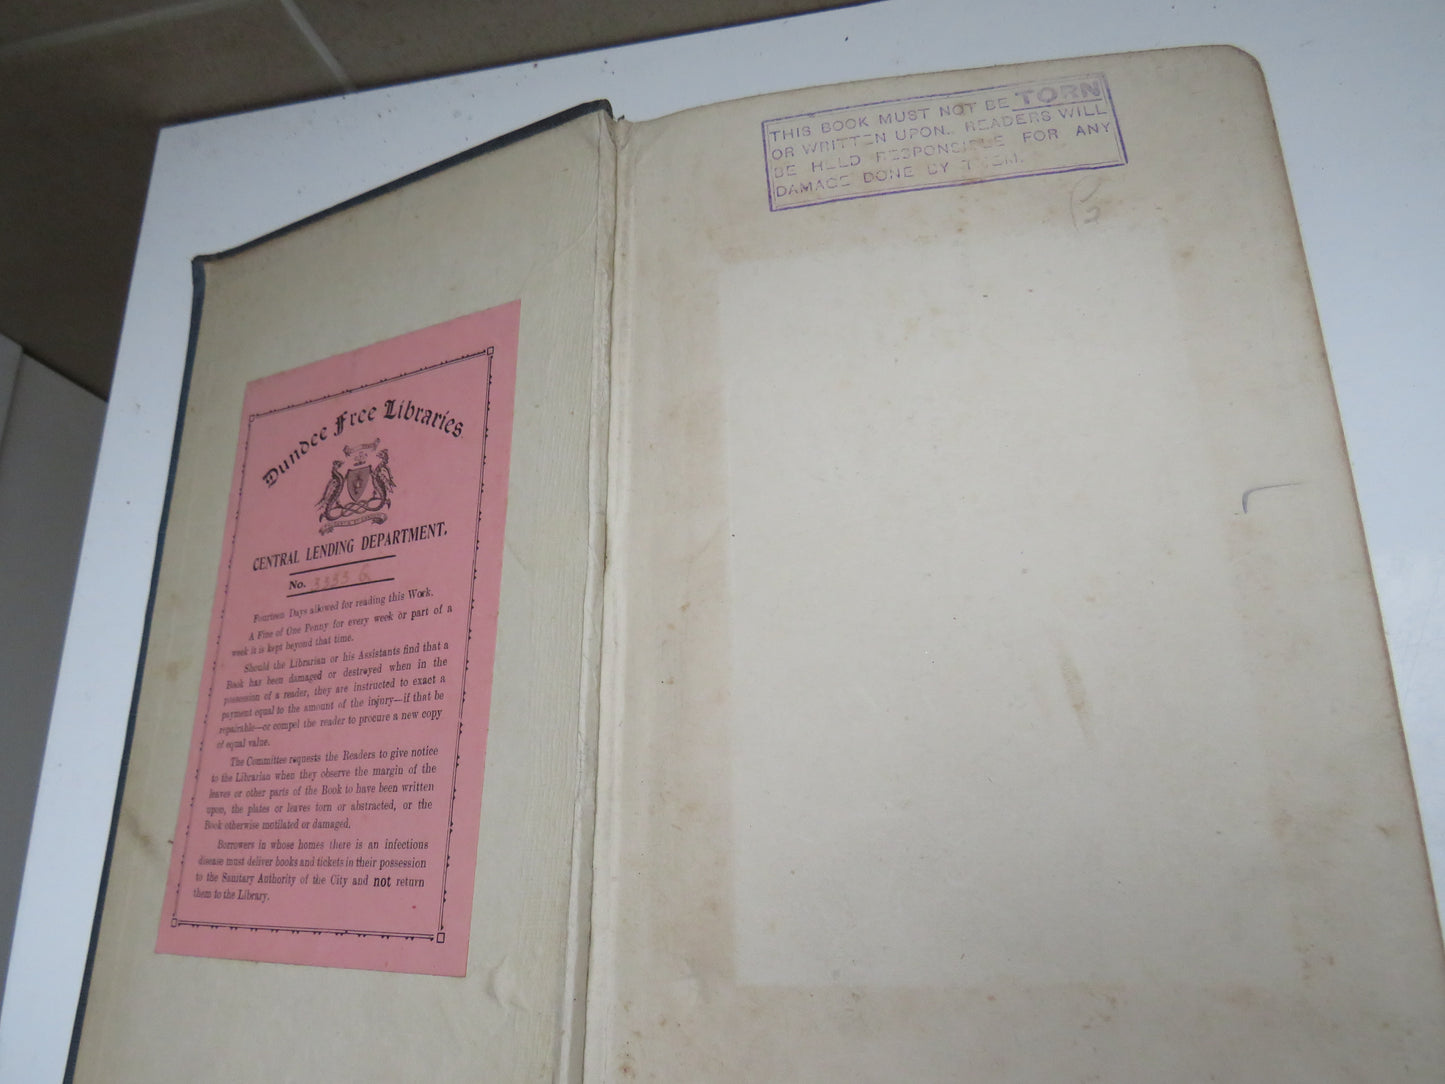 Dundee Free Libraries
CENTRAL LENDING DEPARTMENT.
No. 3353 G
Fourteen Days allowed for reading this Work.
A Fine of One Penny for every week or part of a
week it is kept beyond that time.
Should the Librarian or his Assistants find that a
Book has been damaged or destroyed when in the
possession of a reader, they are instructed to exact a
payment equal to the amount of the injury—if that be
repairable—or compel the reader to procure a new copy
of equal value.
The Committee requests the Readers to give notice
to the Librarian when they observe the margin of the
leaves or other parts of the Book to have been written
upon, the plates or leaves torn or abstracted, or the
Book otherwise mutilated or damaged.
Borrowers in whose homes there is an infectious
disease must deliver books and tickets in their possession
to the Sanitary Authority of the City and not return
them to the Library.
THIS BOOK MUST NOT BE TORN
OR WRITTEN UPON. READERS WILL
BE HELD RESPONSIBLE FOR ANY
DAMAGE DONE BY THEM.